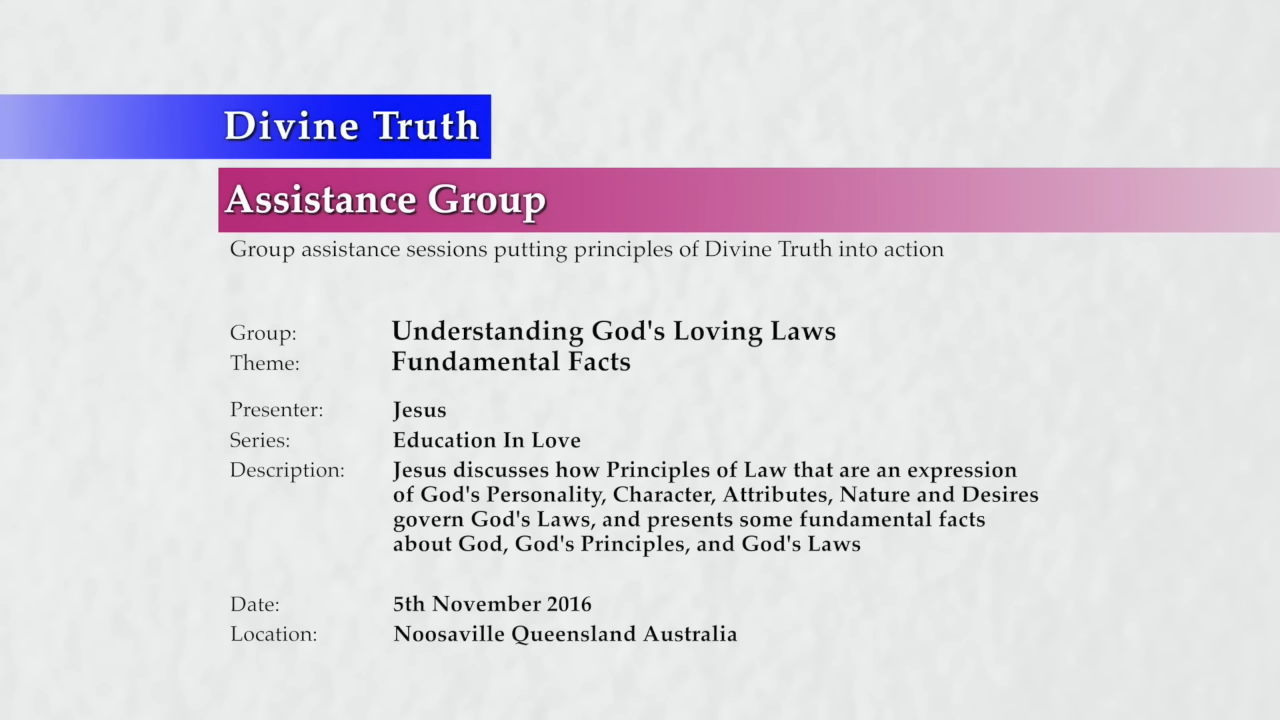 Divine Truth
Assistance Group
Group assistance sessions putting principles of Divine Truth into action
Group: Understanding God's Loving Laws
Theme: Fundamental Facts
Presenter: Jesus
Series: Education In Love
Description: Jesus discusses how Principles of Law that are an expression
of God's Personality, Character, Attributes, Nature and Desires
govern God's Laws, and presents some fundamental facts
about God, God's Principles, and God's Laws
Date: 5th November 2016
Location: Noosaville Queensland Australia